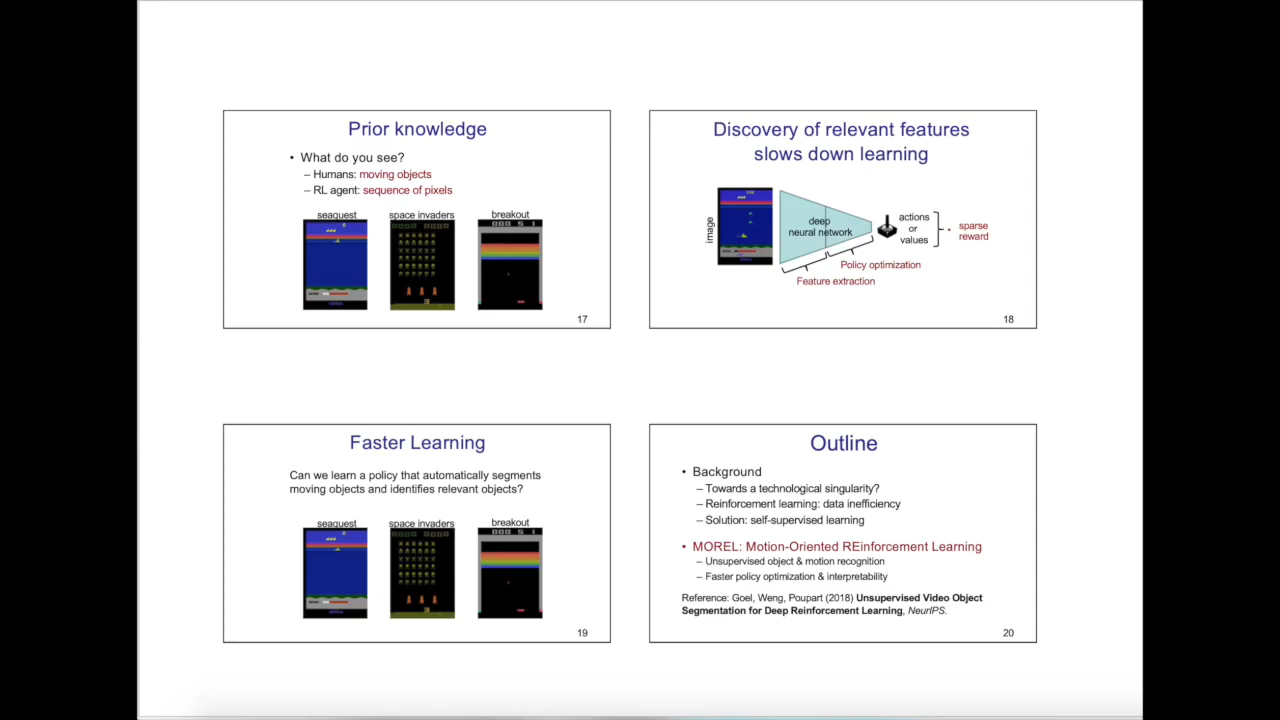 Prior knowledge
• What do you see?
– Humans: moving objects
– RL agent: sequence of pixels
seaquest
space invaders
breakout
17
Discovery of relevant features
slows down learning
image
deep
neural network
actions
or
values
sparse
reward
Policy optimization
Feature extraction
18
Faster Learning
Can we learn a policy that automatically segments
moving objects and identifies relevant objects?
seaquest
space invaders
breakout
19
Outline
• Background
– Towards a technological singularity?
– Reinforcement learning: data inefficiency
– Solution: self-supervised learning
• MOREL: Motion-Oriented REinforcement Learning
– Unsupervised object & motion recognition
– Faster policy optimization & interpretability
Reference: Goel, Weng, Poupart (2018) Unsupervised Video Object
Segmentation for Deep Reinforcement Learning, NeurIPS.
20